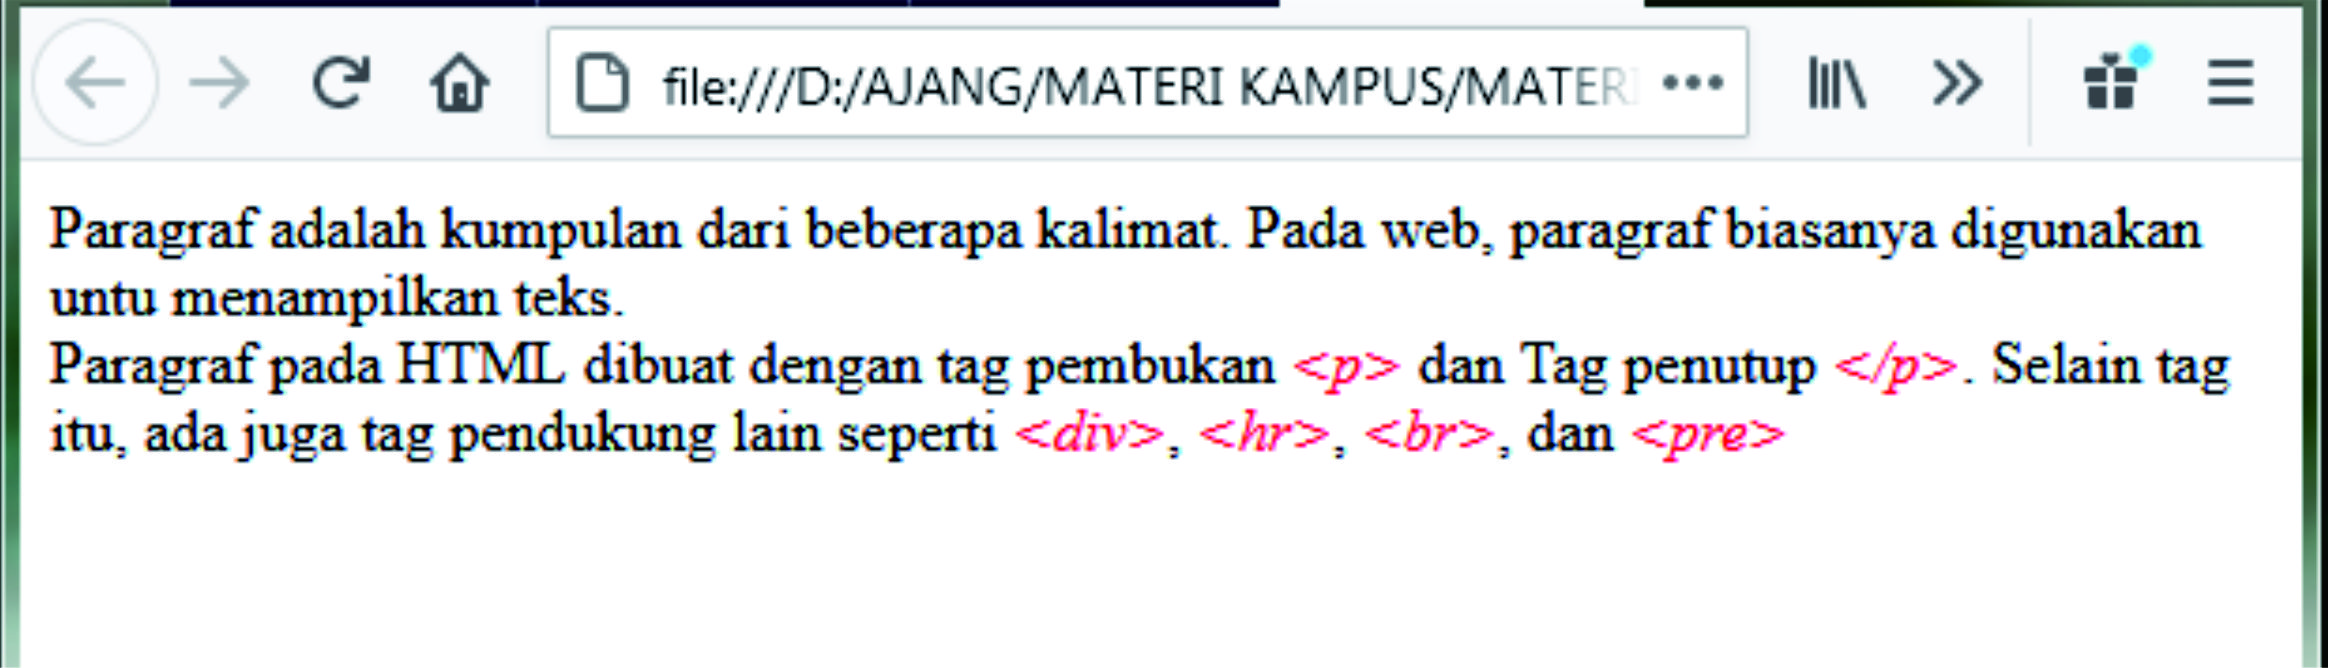 file:///D:/AJANG/MATERI KAMPUS/MATERI
Paragraf adalah kumpulan dari beberapa kalimat. Pada web, paragraf biasanya digunakan
untu menampilkan teks.
Paragraf pada HTML dibuat dengan tag pembukan <p> dan Tag penutup </p>. Selain tag
itu, ada juga tag pendukung lain seperti <div>, <hr>, <br>, dan <pre>